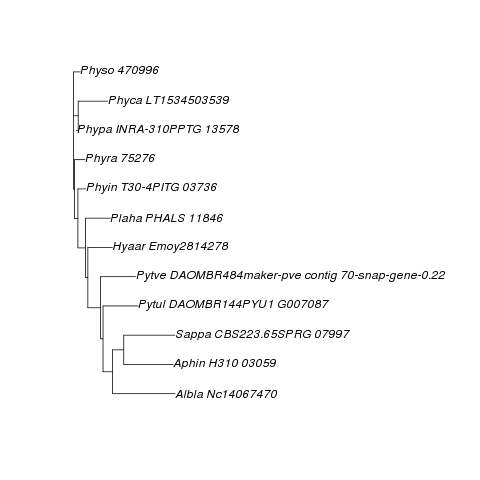 Physo 470996
Phyca LT1534503539
Phypa INRA-310PPTG 13578
Phyra 75276
Phyin T30-4PITG 03736
Plaha PHALS 11846
Hyaar Emoy2814278
Pytve DAOMBR484maker-pve contig 70-snap-gene-0.22
Pytul DAOMBR144PYU1 G007087
Sappa CBS223.65SPRG 07997
Aphin H310 03059
Albla Nc14067470